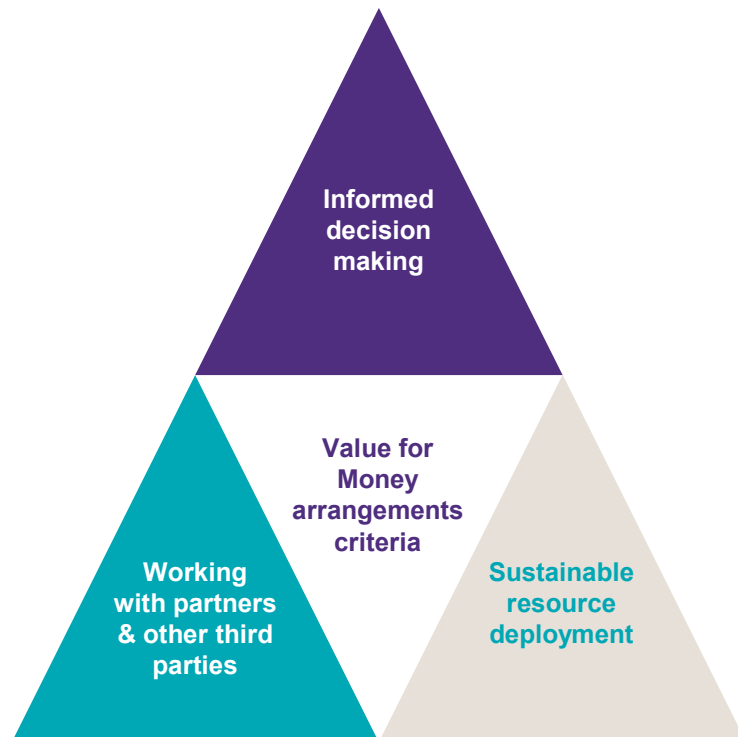 Informed
decision
making
Value for
Money
arrangements
criteria
Working
with partners
& other third
parties
Sustainable
resource
deployment